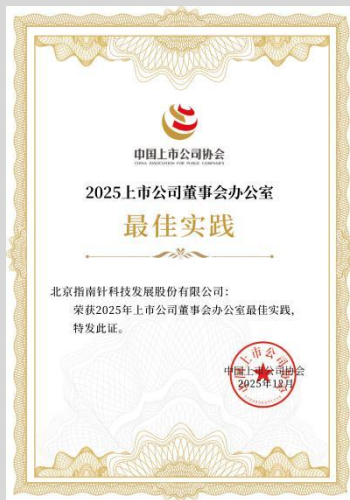 中国上市公司协会
CHINA ASSOCIATION FOR PUBLIC COMPANIES
2025上市公司董事会办公室
最佳实践
北京指南针科技发展股份有限公司：
荣获2025年上市公司董事会办公室最佳实践，
特发此证。
中国上市公司协会
2025年12月